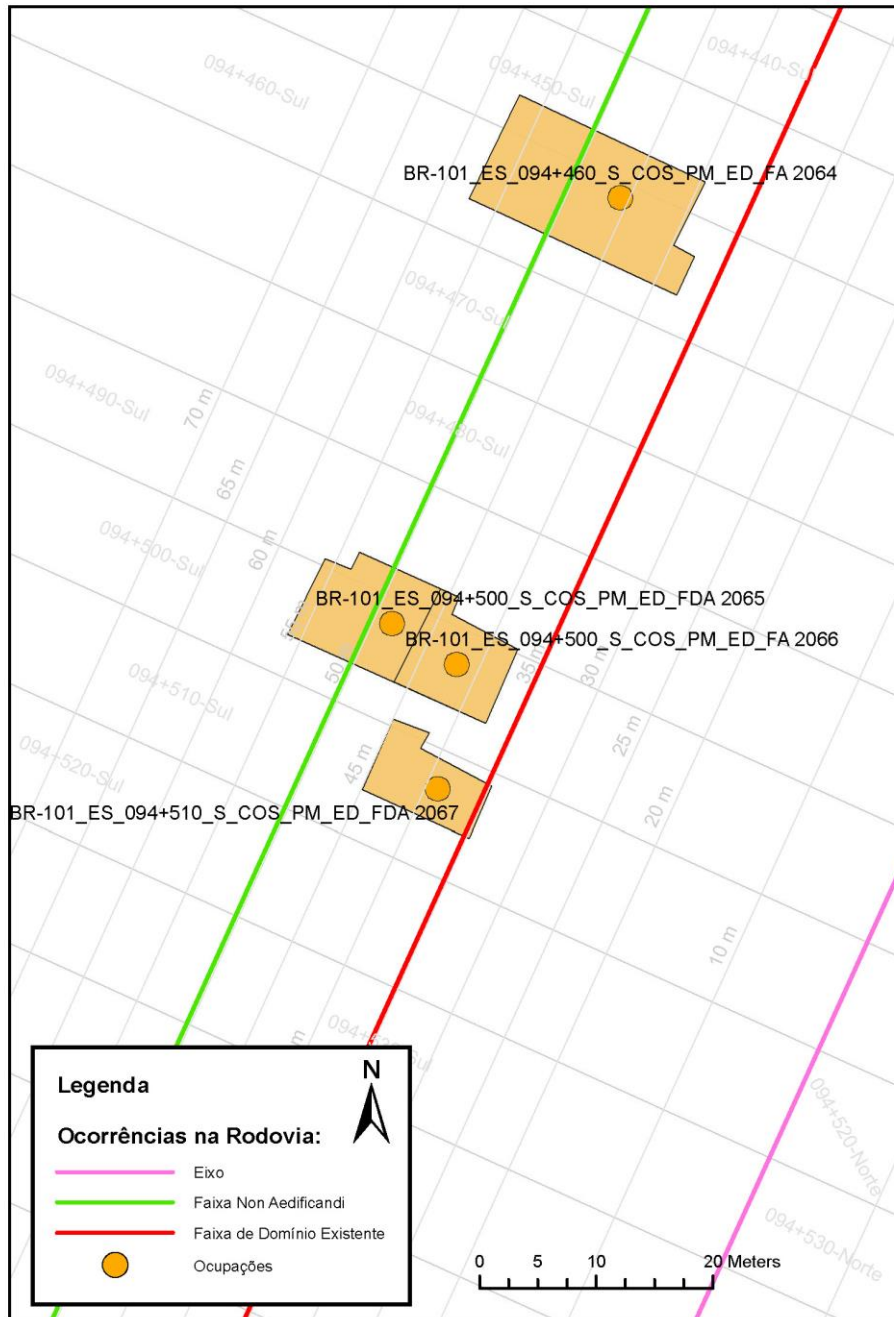 094+460-Sul
094+450-Sul
094+440-Sul
BR-101_ES_094+460_S_COS_PM_ED_FA 2064
094+470-Sul
094+490-Sul
70 m
094+480-Sul
65 m
60 m
094+500-Sul
BR-101_ES_094+500_S_COS_PM_ED_FDA 2065
BR-101_ES_094+500_S_COS_PM_ED_FA 2066
50 m
35 m
30 m
094+510-Sul
25 m
094+520-Sul
45 m
20 m
BR-101_ES_094+510_S_COS_PM_ED_FDA 2067
10 m
Legenda
N
Ocorrências na Rodovia:
Eixo
Faixa Non Aedificandi
Faixa de Domínio Existente
Ocupações
0 5 10 20 Meters
094+520-Norte
094+530-Norte